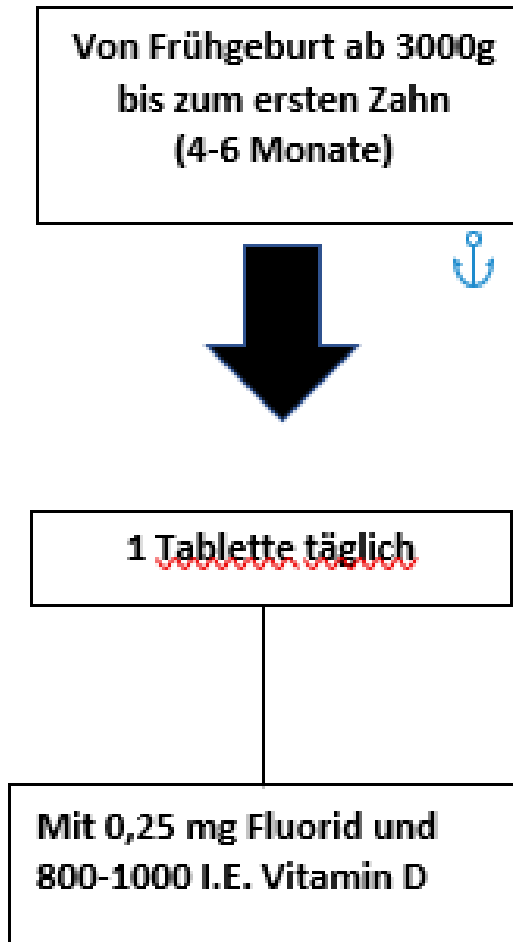 Von Frühgeburt ab 3000g
bis zum ersten Zahn
(4-6 Monate)
1 Tablette täglich
Mit 0,25 mg Fluorid und
800-1000 I.E. Vitamin D